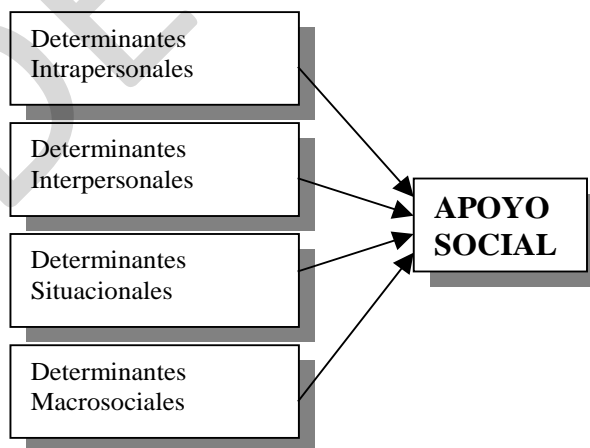 Determinantes
Intrapersonales
Determinantes
Interpersonales
Determinantes
Situacionales
Determinantes
Macrosociales
APOYO
SOCIAL